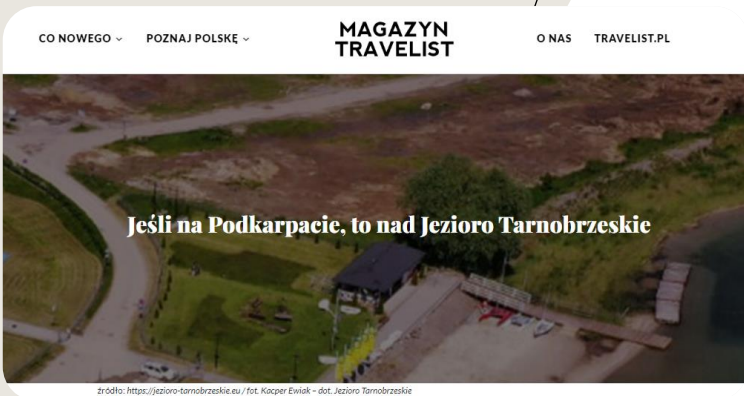 CO NOWEGO
POZNAJ POLSKĘ
MAGAZYN
TRAVELIST
O NAS
TRAVELIST.PL
Jeśli na Podkarpacie, to nad Jezioro Tarnobrzeskie
źródło: https://jezioro-tarnobrzeskie.eu / fot. Kacper Ewiak – dot. Jezioro Tarnobrzeskie